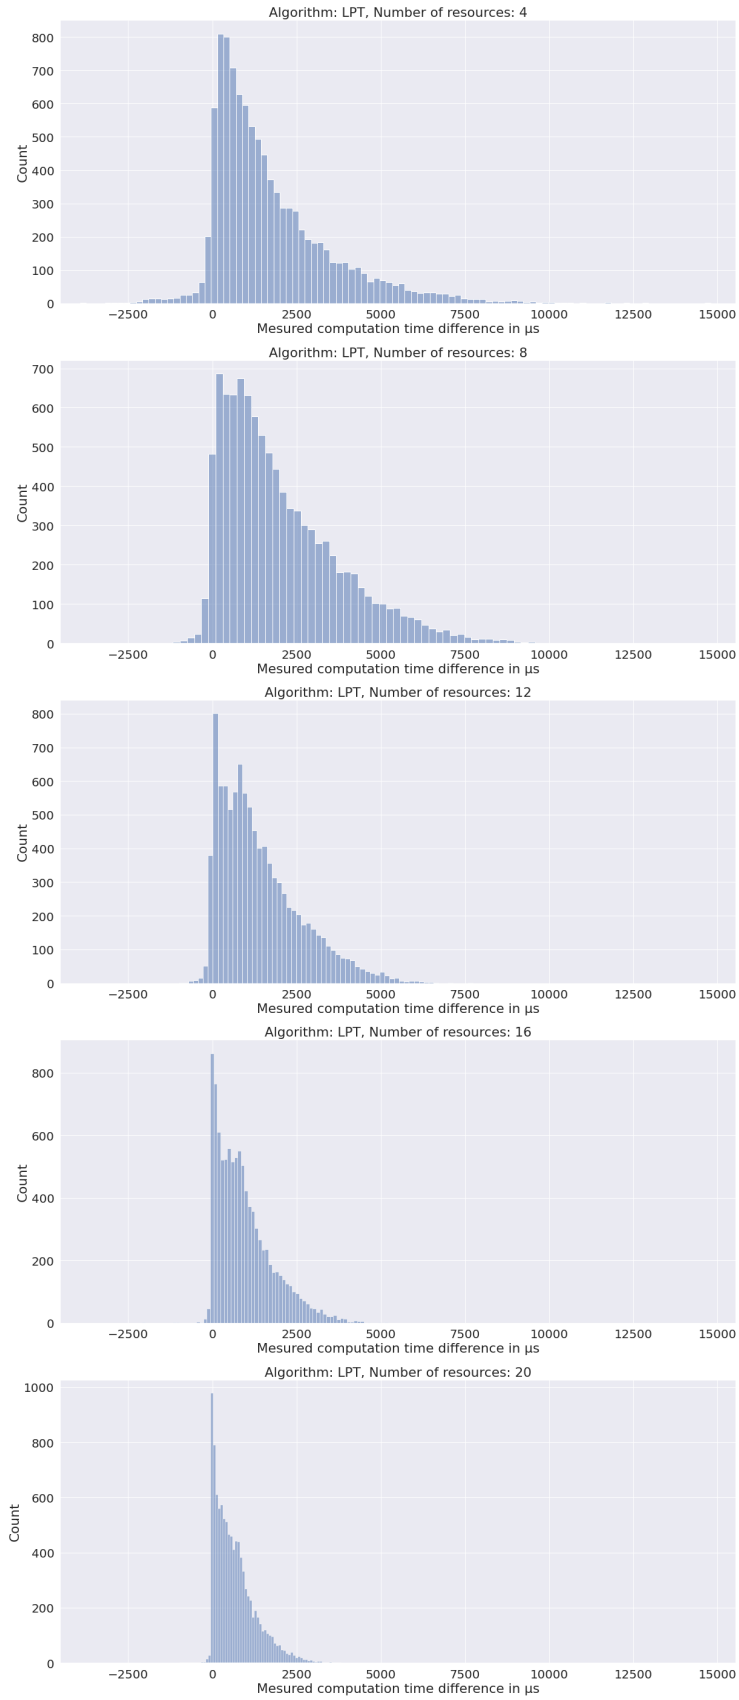 Algorithm: LPT, Number of resources: 4
800
700
600
500
400
300
200
100
0
Count
−2500 0 2500 5000 7500 10000 12500 15000
Mesured computation time difference in µs
Algorithm: LPT, Number of resources: 8
700
600
500
400
300
200
100
0
Count
−2500 0 2500 5000 7500 10000 12500 15000
Mesured computation time difference in µs
Algorithm: LPT, Number of resources: 12
800
700
600
500
400
300
200
100
0
Count
−2500 0 2500 5000 7500 10000 12500 15000
Mesured computation time difference in µs
Algorithm: LPT, Number of resources: 16
800
600
400
200
0
Count
−2500 0 2500 5000 7500 10000 12500 15000
Mesured computation time difference in µs
Algorithm: LPT, Number of resources: 20
1000
800
600
400
200
0
Count
−2500 0 2500 5000 7500 10000 12500 15000
Mesured computation time difference in µs